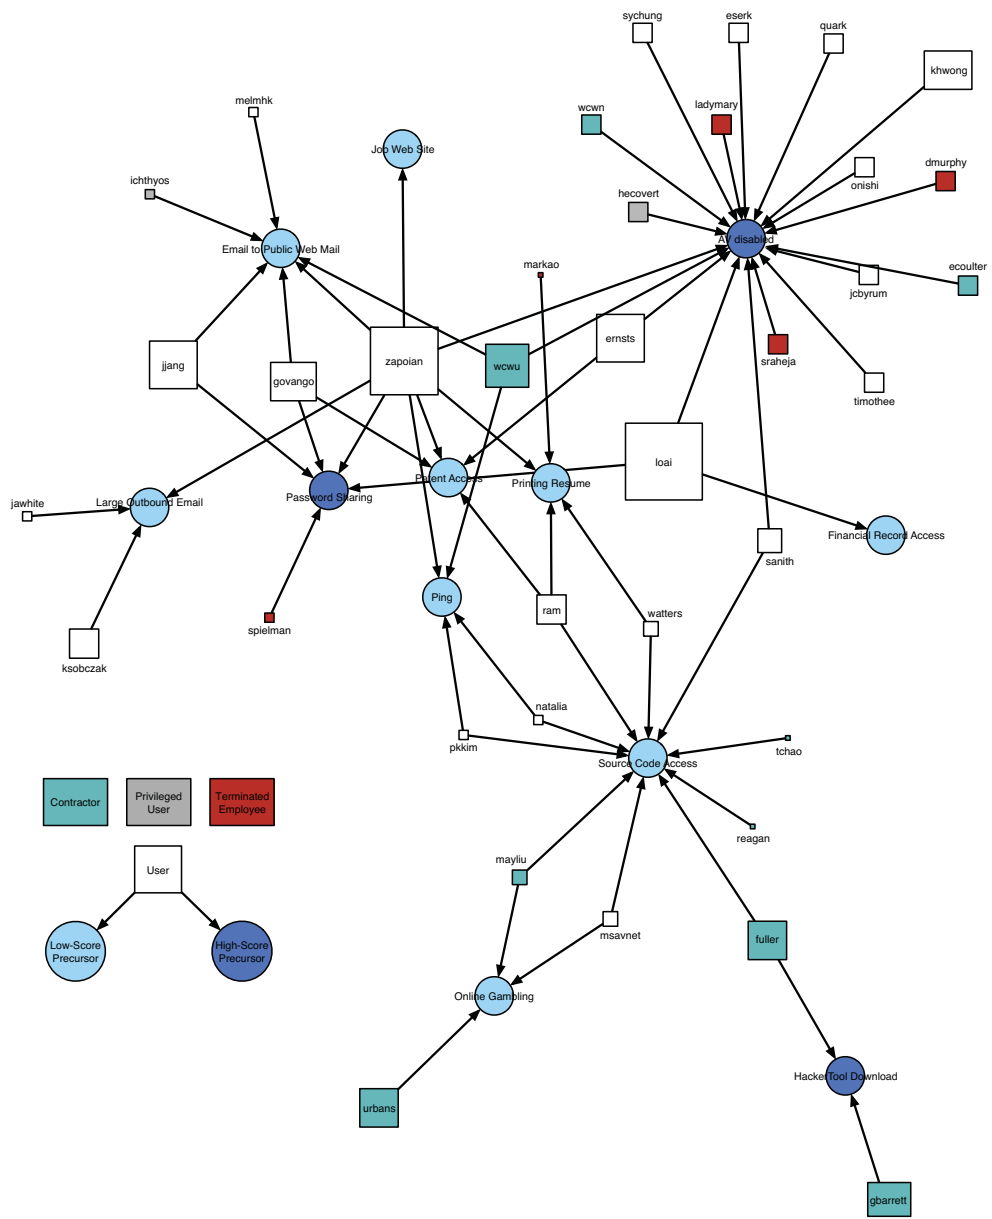 sychung
eserk
quark
khwong
melmhk
wcwn
ladymary
Job Web Site
ichthyos
onishi
dmurphy
hecovert
Email to Public Web Mail
AV disabled
markao
jcbyrum
ecoulter
jjang
govango
zapoian
wcwu
ernsts
sraheja
timothee
loai
jawhite
Large Outbound Email
Password Sharing
Patent Access
Printing Resume
Financial Record Access
sanith
Ping
ram
watters
spielman
ksobczak
natalia
pkkim
Source Code Access
tchao
Contractor
Privileged
User
Terminated
Employee
reagan
mayliu
User
msavnet
fuller
Low-Score
Precursor
High-Score
Precursor
Online Gambling
HackerTool Download
urbans
gbarrett